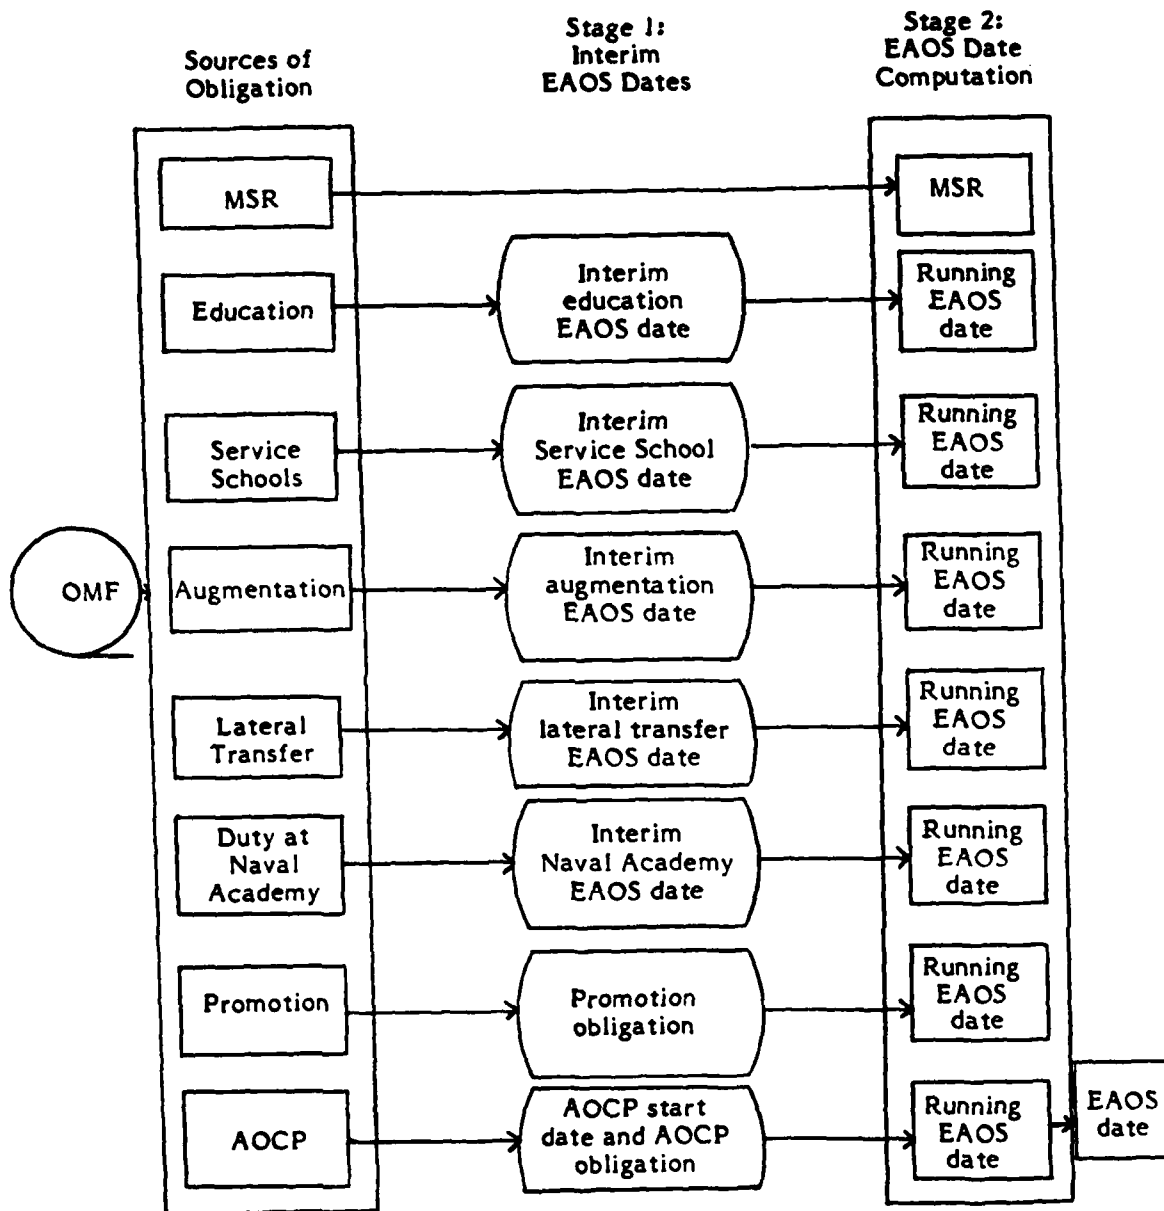 Sources of
Obligation
Stage 1:
Interim
EAOS Dates
Stage 2:
EAOS Date
Computation
MSR
MSR
Education
Interim
education
EAOS date
Running
EAOS
date
Service
Schools
Interim
Service School
EAOS date
Running
EAOS
date
OMF
Augmentation
Interim
augmentation
EAOS date
Running
EAOS
date
Lateral
Transfer
Interim
lateral transfer
EAOS date
Running
EAOS
date
Duty at
Naval
Academy
Interim
Naval Academy
EAOS date
Running
EAOS
date
Promotion
Promotion
obligation
Running
EAOS
date
AOCP
AOCP start
date and AOCP
obligation
Running
EAOS
date
EAOS
date